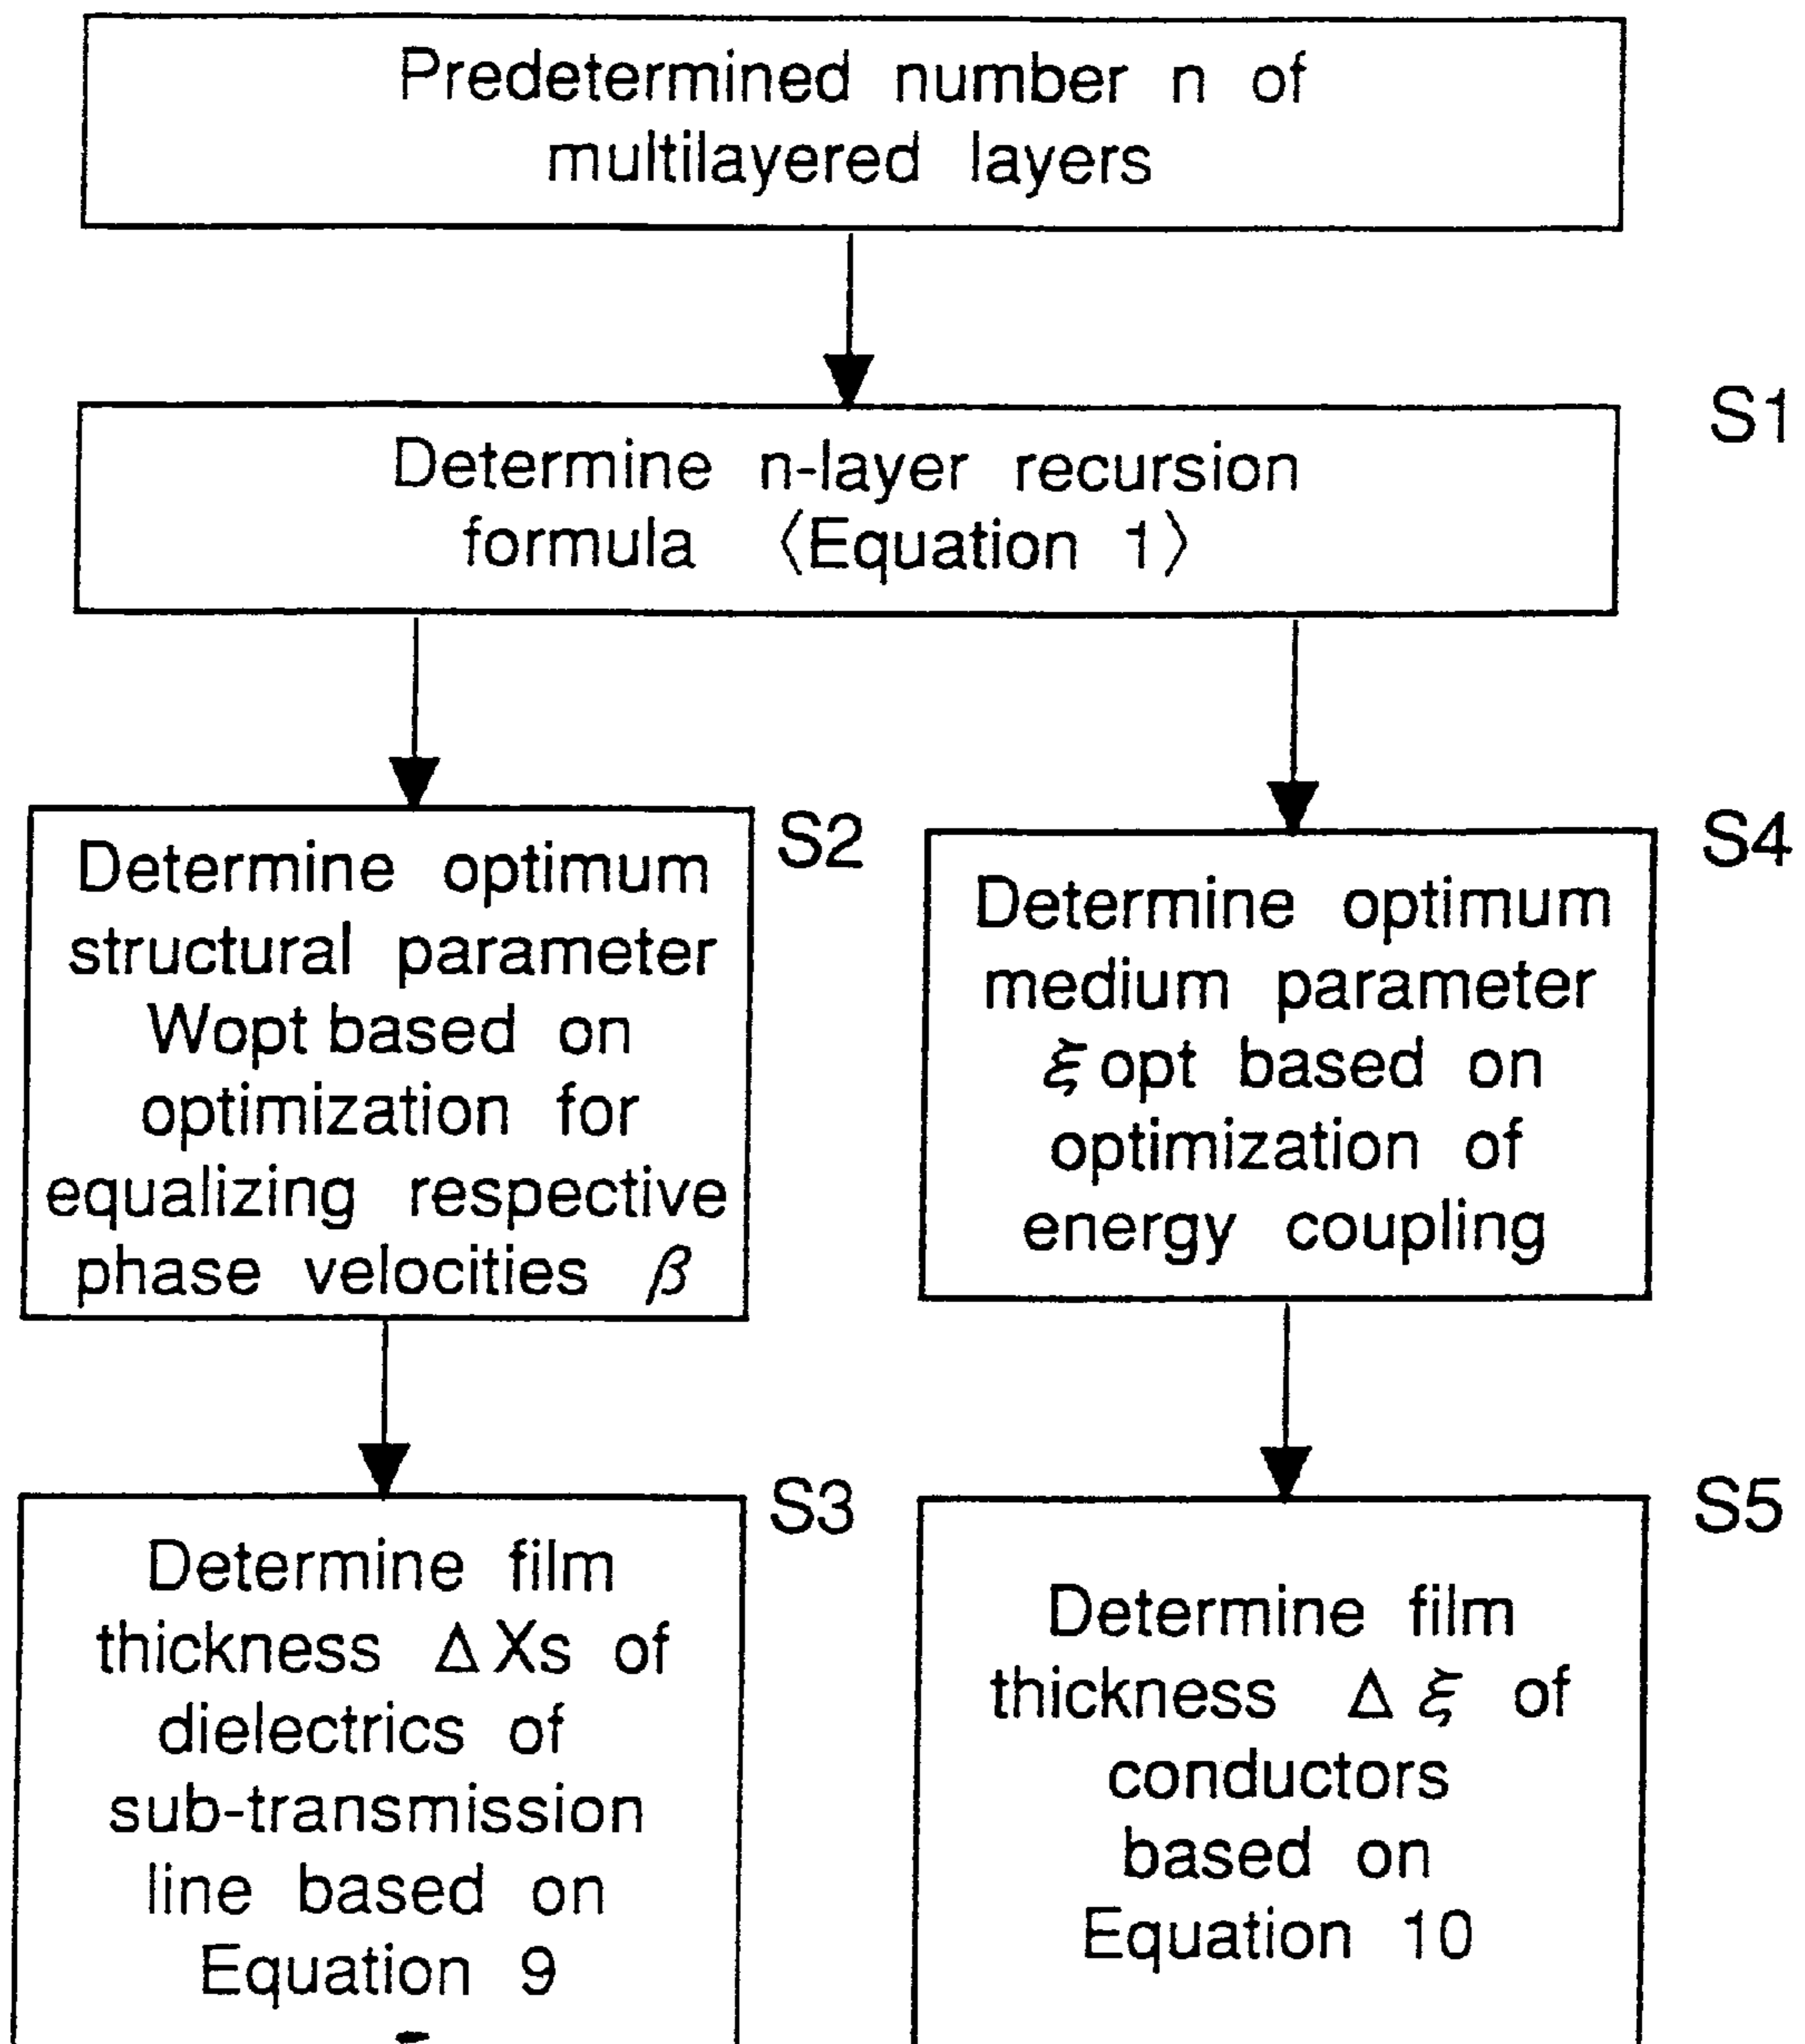 Predetermined number n of
multilayered layers
S1
Determine n-layer recursion
formula 〈Equation 1〉
S2
Determine optimum
structural parameter
Wopt based on
optimization for
equalizing respective
phase velocities β
S4
Determine optimum
medium parameter
ξ opt based on
optimization of
energy coupling
S3
Determine film
thickness ΔXs of
dielectrics of
sub-transmission
line based on
Equation 9
S5
Determine film
thickness Δ ξ of
conductors
based on
Equation 10